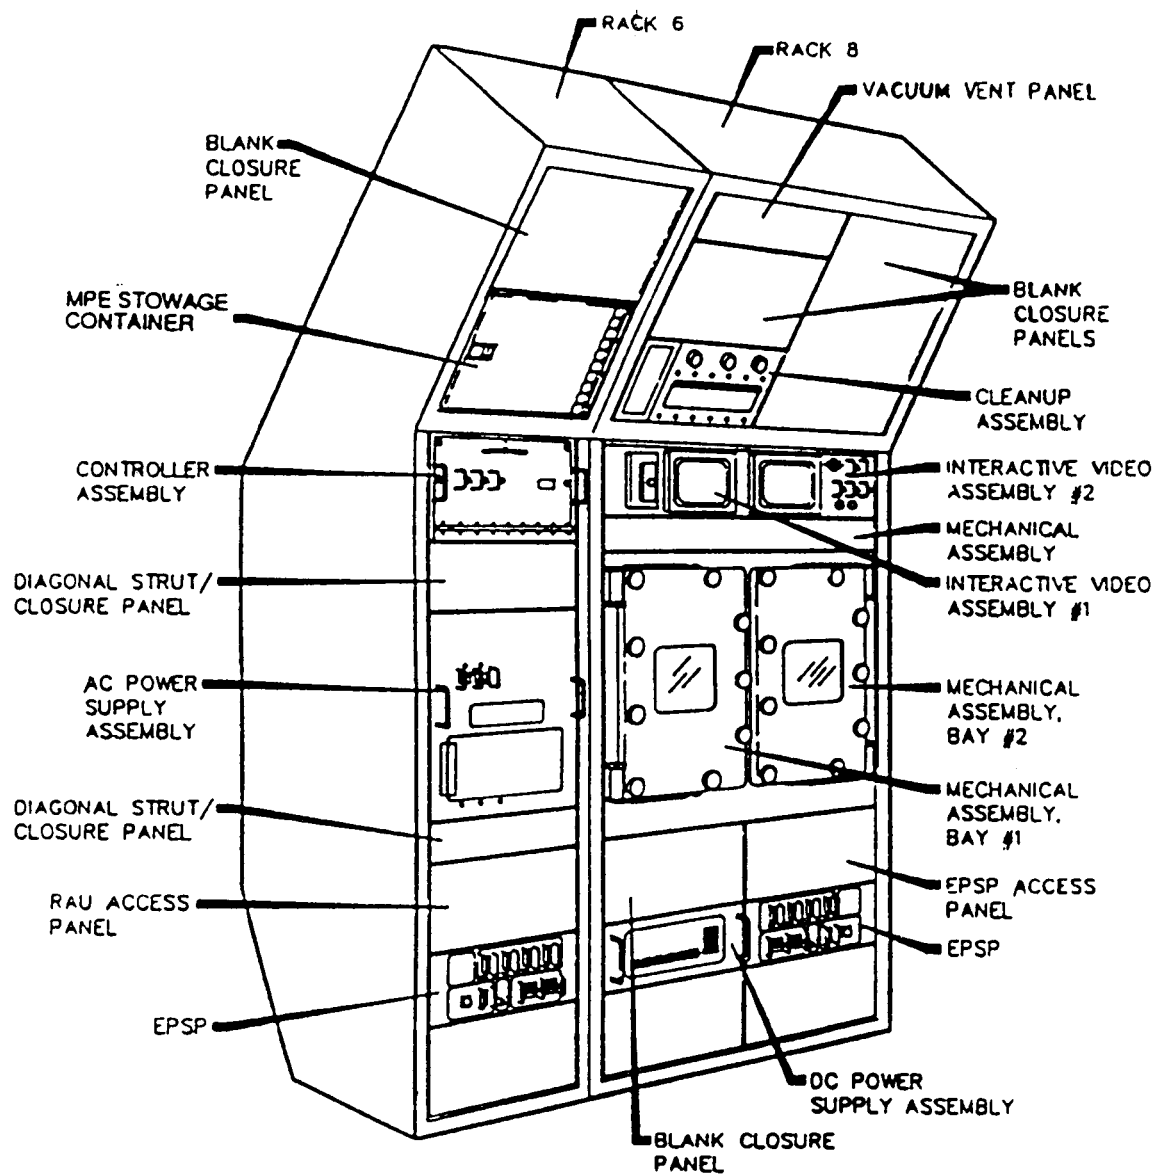 RACK 6
RACK 8
VACUUM VENT PANEL
BLANK
CLOSURE
PANEL
MPE STOWAGE
CONTAINER
BLANK
CLOSURE
PANELS
CLEANUP
ASSEMBLY
CONTROLLER
ASSEMBLY
INTERACTIVE VIDEO
ASSEMBLY #2
MECHANICAL
ASSEMBLY
DIAGONAL STRUT/
CLOSURE PANEL
INTERACTIVE VIDEO
ASSEMBLY #1
AC POWER
SUPPLY
ASSEMBLY
MECHANICAL
ASSEMBLY,
BAY #2
DIAGONAL STRUT/
CLOSURE PANEL
MECHANICAL
ASSEMBLY,
BAY #1
RAU ACCESS
PANEL
EPSP ACCESS
PANEL
EPSP
EPSP
DC POWER
SUPPLY ASSEMBLY
BLANK CLOSURE
PANEL